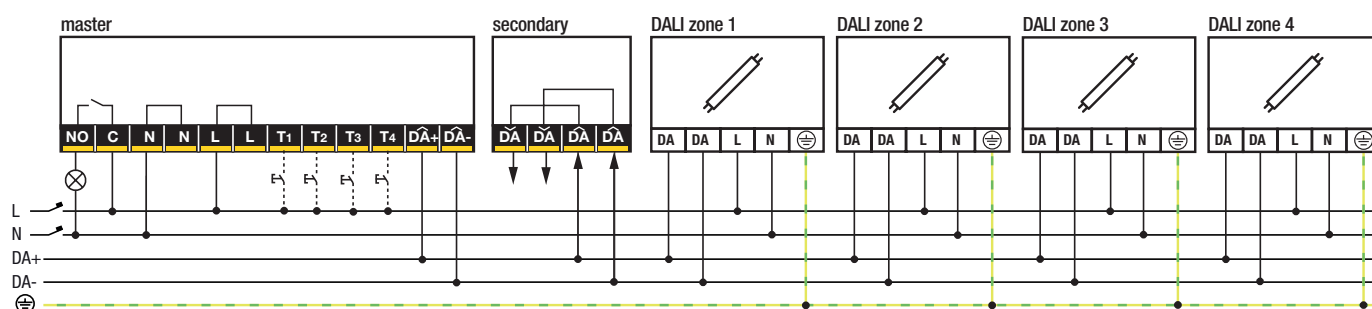 master secondary DALI zone 1 DALI zone 2 DALI zone 3 DALI zone 4
NO C N N L L T1 T2 T3 T4 DA+ DA- DA DA DA DA DA DA L N DA DA L N DA DA L N DA DA L N
L
N
DA+
DA-